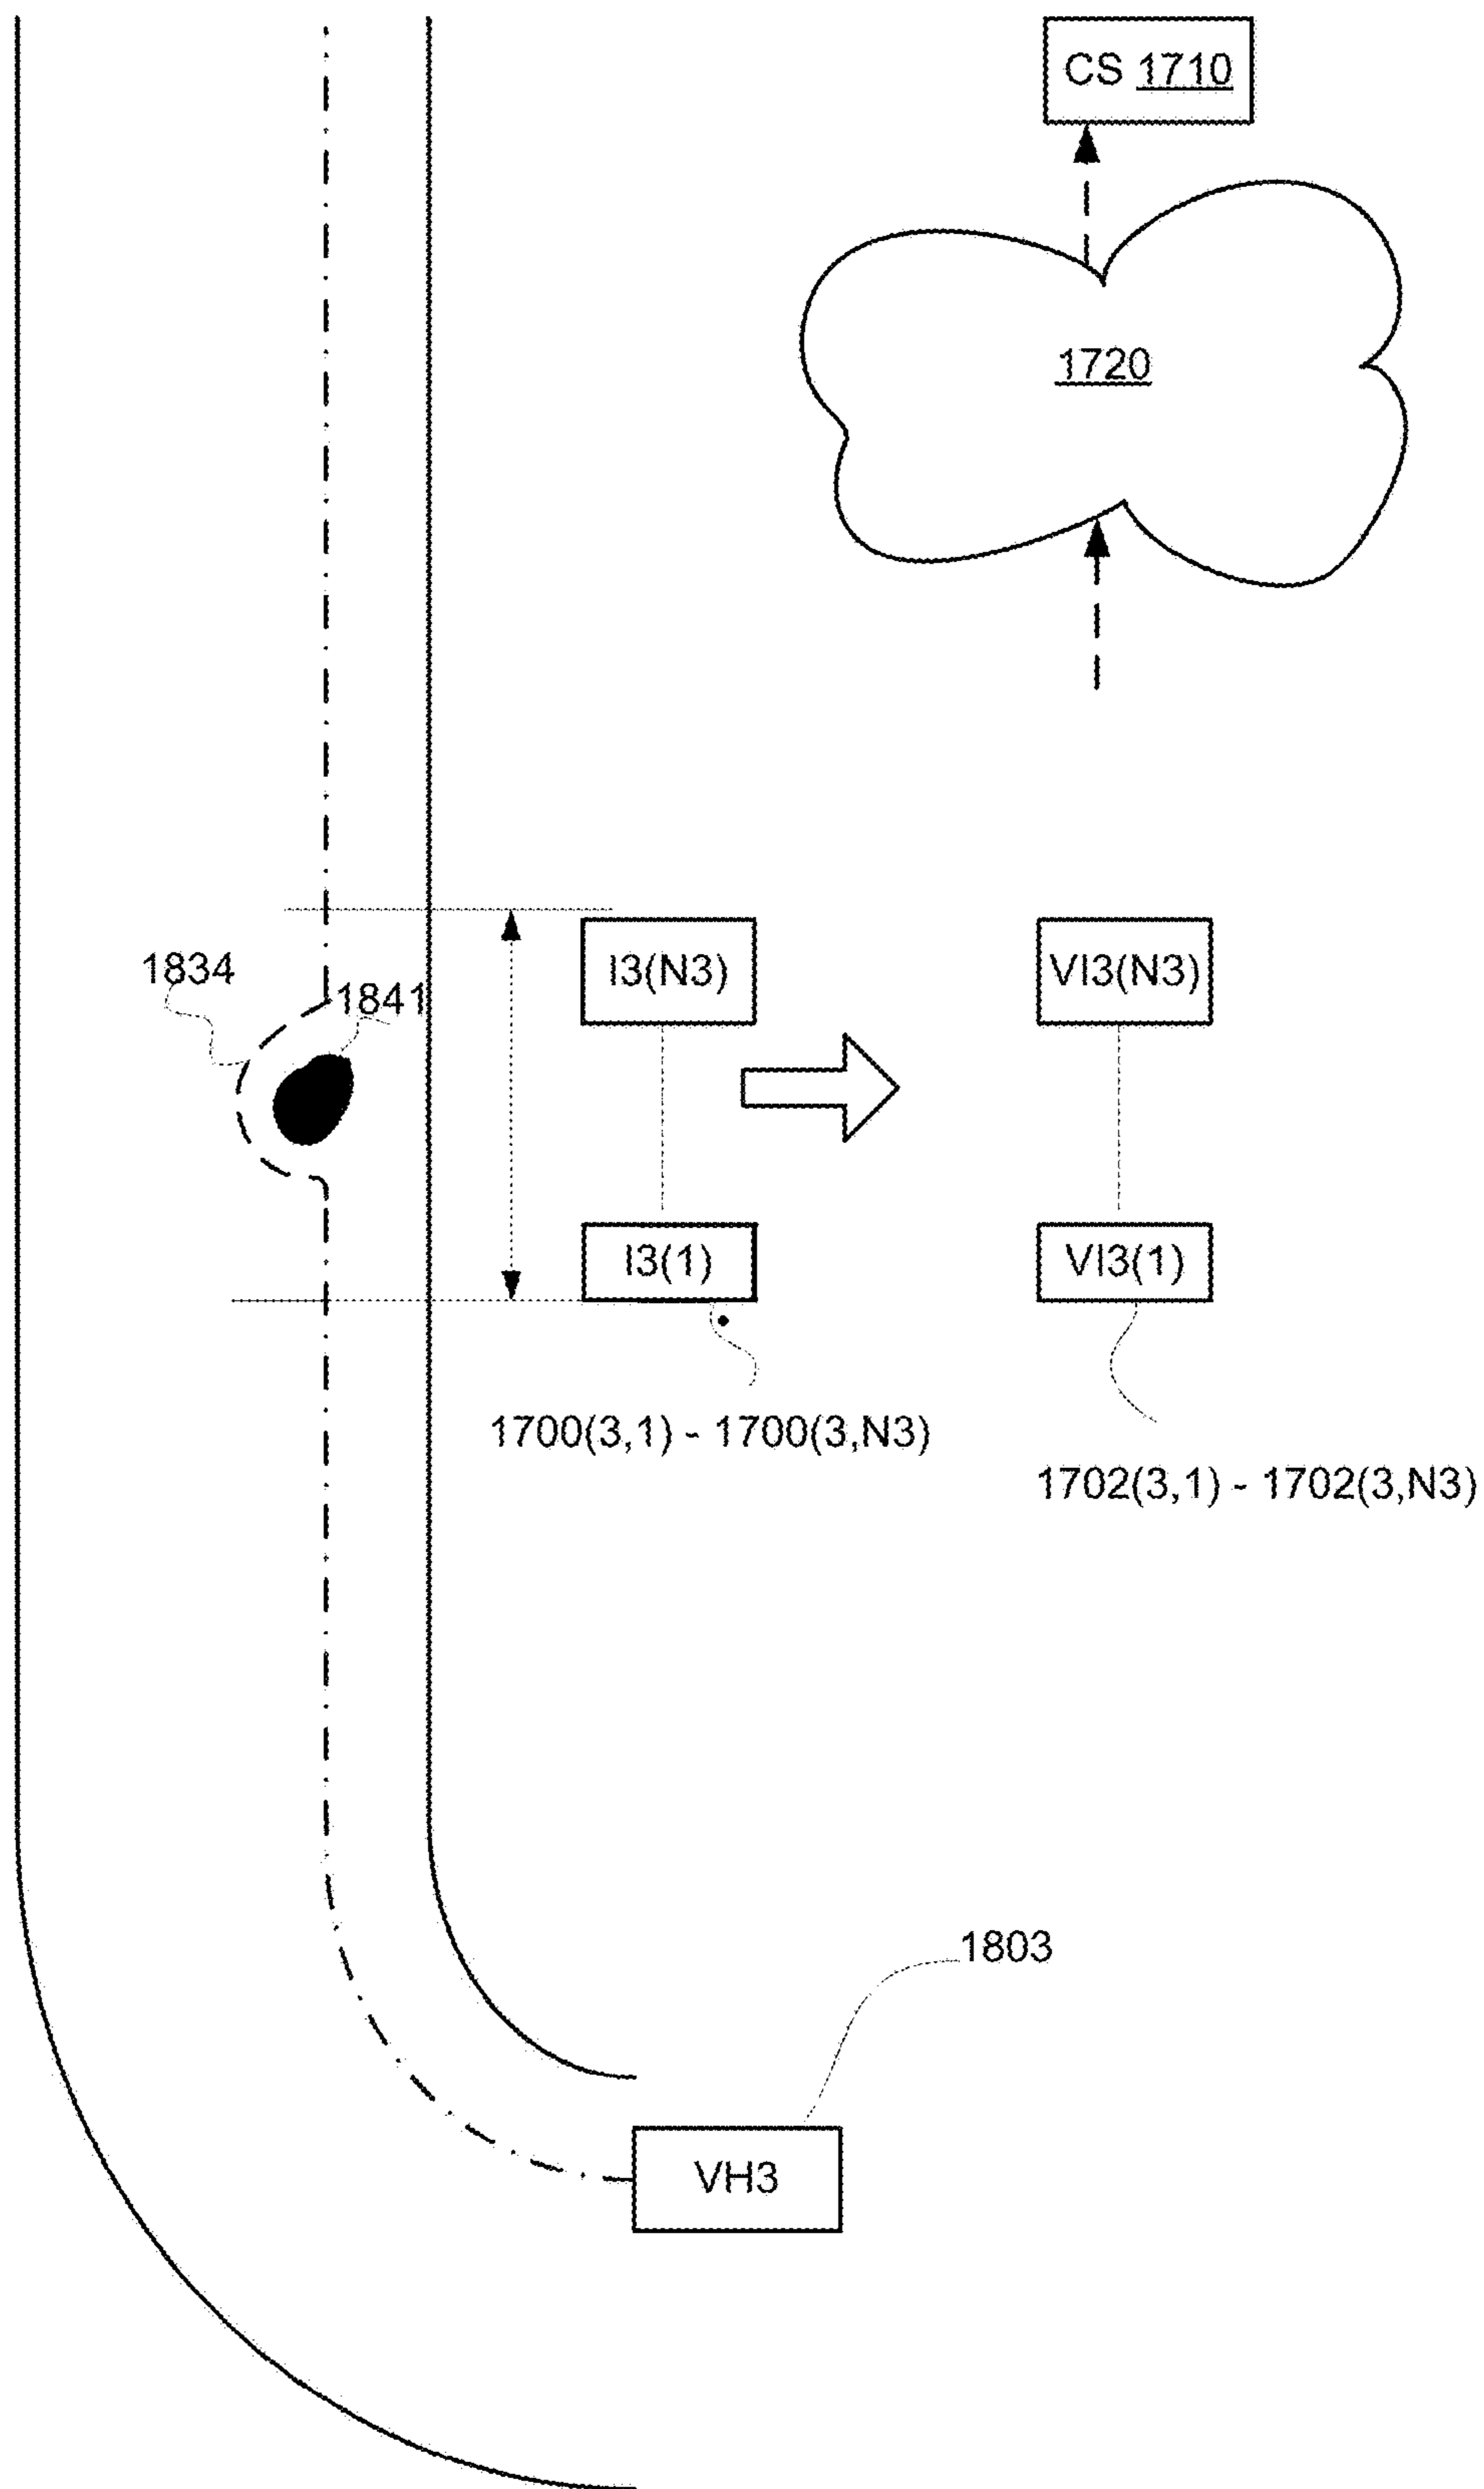 CS 1710
1720
1834
1841
I3(N3)
VI3(N3)
I3(1)
VI3(1)
1700(3,1) - 1700(3,N3)
1702(3,1) - 1702(3,N3)
1803
VH3